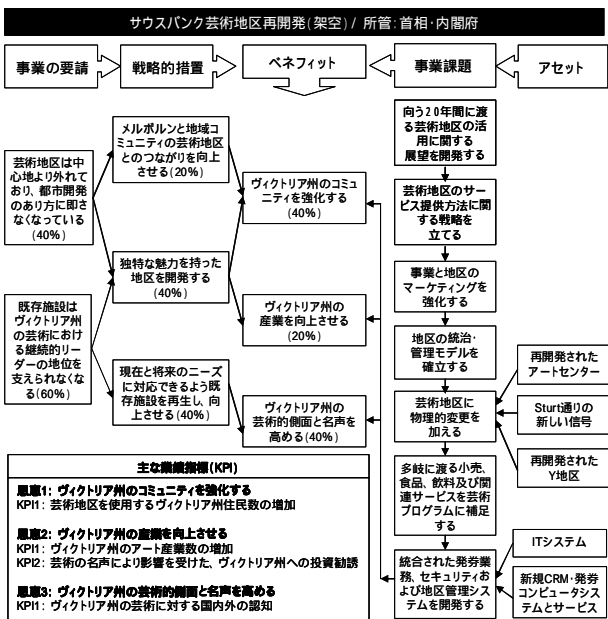 サウスバンク芸術地区再開発(架空) / 所管:首相・内閣府
事業の要請
戦略的措置
ベネフィット
事業課題
アセット
芸術地区は中
心地より外れて
おり、都市開発
のあり方に即さ
なくなっている
(40%)
既存施設は
ヴィクトリア州
の芸術におけ
る継続的リー
ダーの地位を
支えられなくな
る(60%)
メルボルンと地域コ
ミュニティの芸術地区
とのつながりを向上
させる(20%)
独特な魅力を持った
地区を開発する
(40%)
現在と将来のニーズ
に対応できるよう既
存施設を再生し、向
上させる(40%)
ヴィクトリア州のコミュ
ニティを強化する
(40%)
ヴィクトリア州の
産業を向上させる
(20%)
ヴィクトリア州の
芸術的側面と名声を
高める(40%)
向う20年間に渡
る芸術地区の活
用に関する
展望を開発する
芸術地区のサー
ビス提供方法に関
する戦略を
立てる
事業と地区の
マーケティングを
強化する
地区の統治・
管理モデルを
確立する
芸術地区に
物理的変更を
加える
多岐に渡る小売、
食品、飲料及び関
連サービスを芸術
プログラムに補足
する
統合された発券業
務、セキュリティお
よび地区管理シス
テムを開発する
再開発された
アートセンター
Sturt通りの
新しい信号
再開発された
Y地区
ITシステム
新規CRM・発券
コンピュータシス
テムとサービス
主な業績指標(KPI)
恩恵1: ヴィクトリア州のコミュニティを強化する
KPI1: 芸術地区を使用するヴィクトリア州住民数の増加
恩恵2: ヴィクトリア州の産業を向上させる
KPI1: ヴィクトリア州のアート産業数の増加
KPI2: 芸術の名声により影響を受けた、ヴィクトリア州への投資勧誘
恩恵3: ヴィクトリア州の芸術的側面と名声を高める
KPI1: ヴィクトリア州の芸術に対する国内外の認知